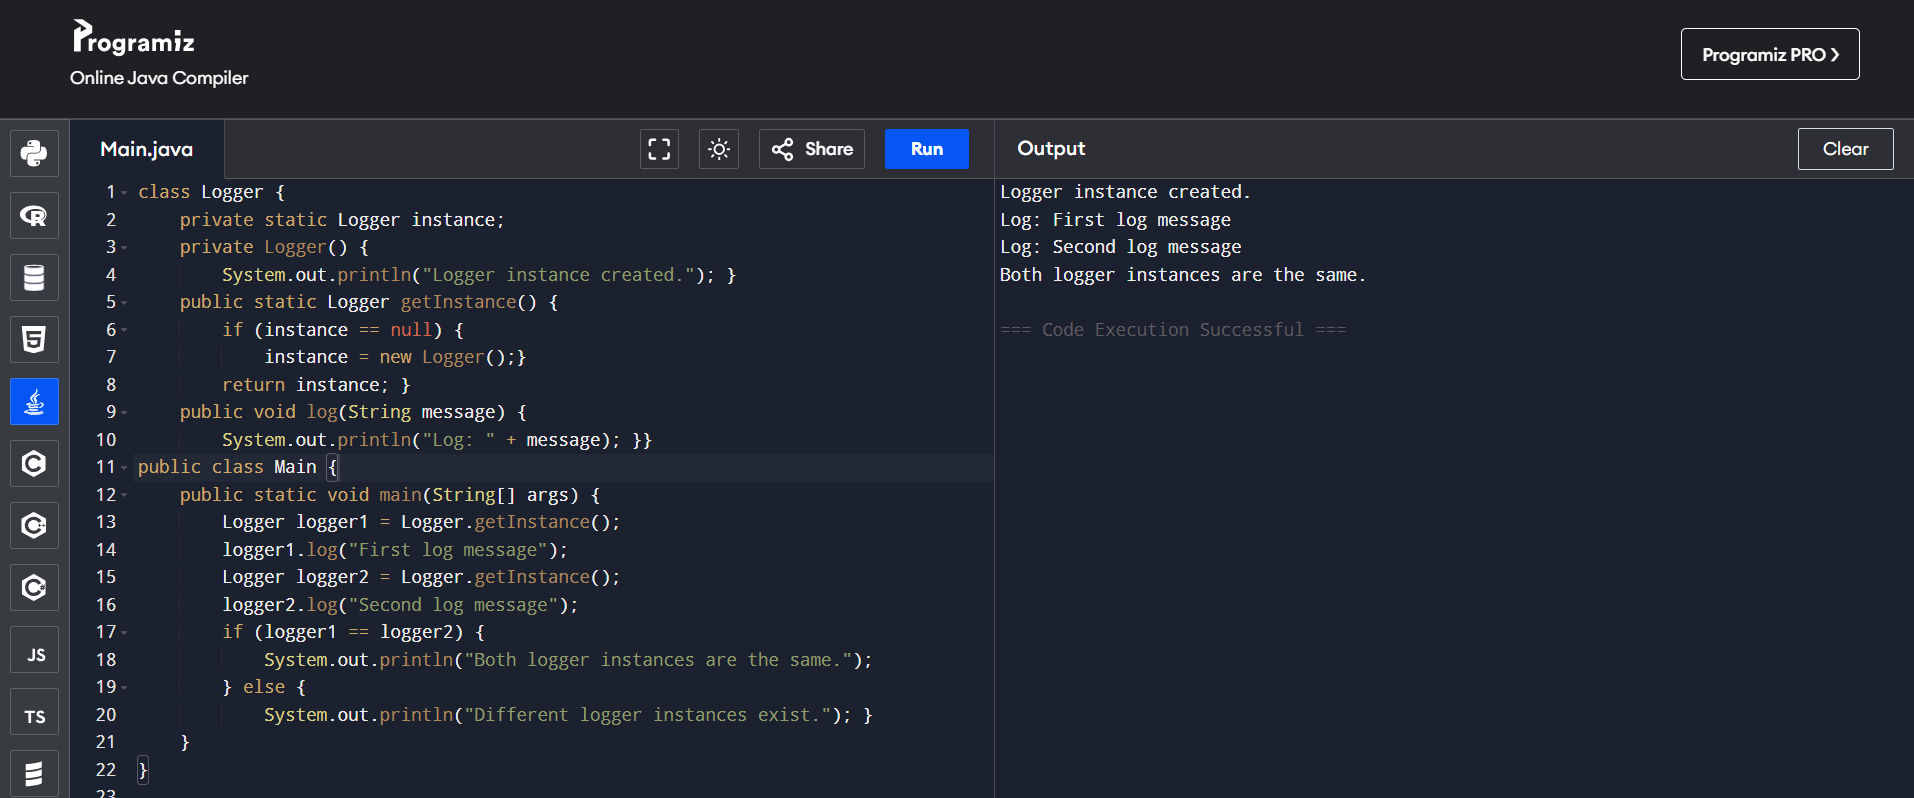 Programiz
Online Java Compiler
Programiz PRO ❯
Main.java
Share
Run
Output
Clear
1 class Logger {
2     private static Logger instance;
3     private Logger() {
4         System.out.println("Logger instance created."); }
5     public static Logger getInstance() {
6         if (instance == null) {
7             instance = new Logger();}
8         return instance; }
9     public void log(String message) {
10         System.out.println("Log: " + message); }}
11 public class Main {
12     public static void main(String[] args) {
13         Logger logger1 = Logger.getInstance();
14         logger1.log("First log message");
15         Logger logger2 = Logger.getInstance();
16         logger2.log("Second log message");
17         if (logger1 == logger2) {
18             System.out.println("Both logger instances are the same.");
19         } else {
20             System.out.println("Different logger instances exist."); }
21     }
22 }
23
Logger instance created.
Log: First log message
Log: Second log message
Both logger instances are the same.
=== Code Execution Successful ===
R
5
C
C++
C#
JS
TS